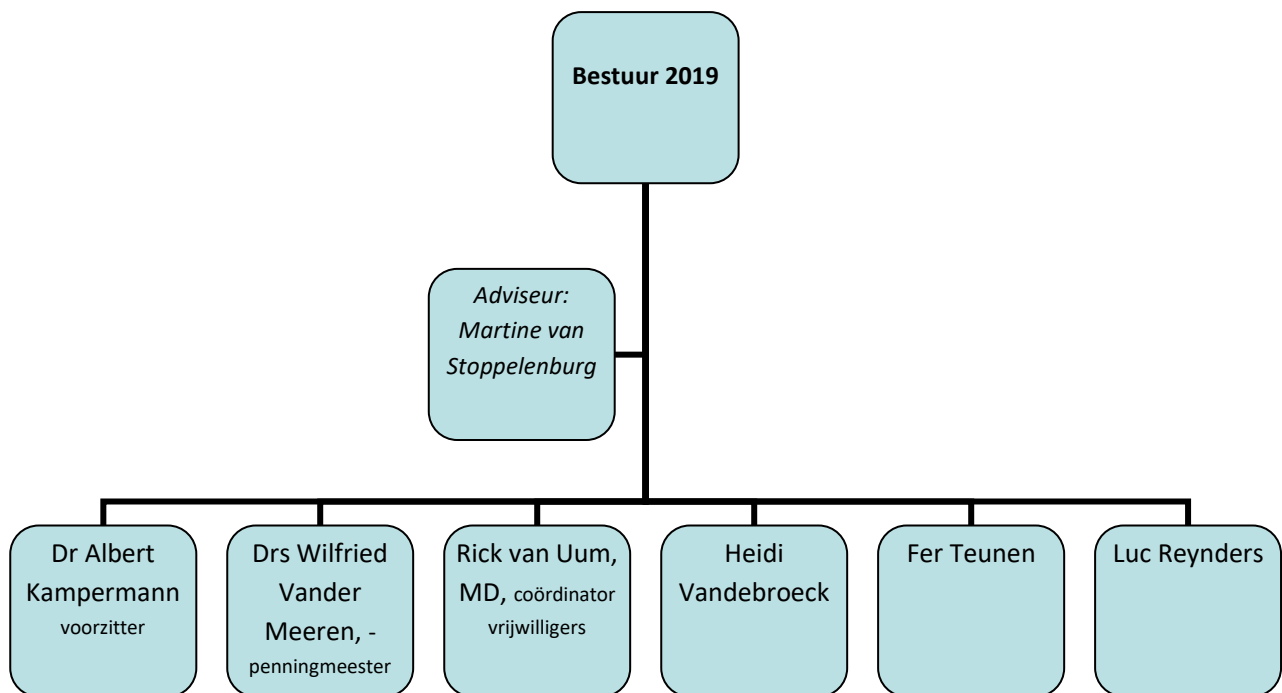 Bestuur 2019
Adviseur:
Martine van
Stoppelenburg
Dr Albert
Kampermann
voorzitter
Drs Wilfried
Vander
Meeren, -
penningmeester
Rick van Uum,
MD, coördinator
vrijwilligers
Heidi
Vandebroeck
Fer Teunen
Luc Reynders